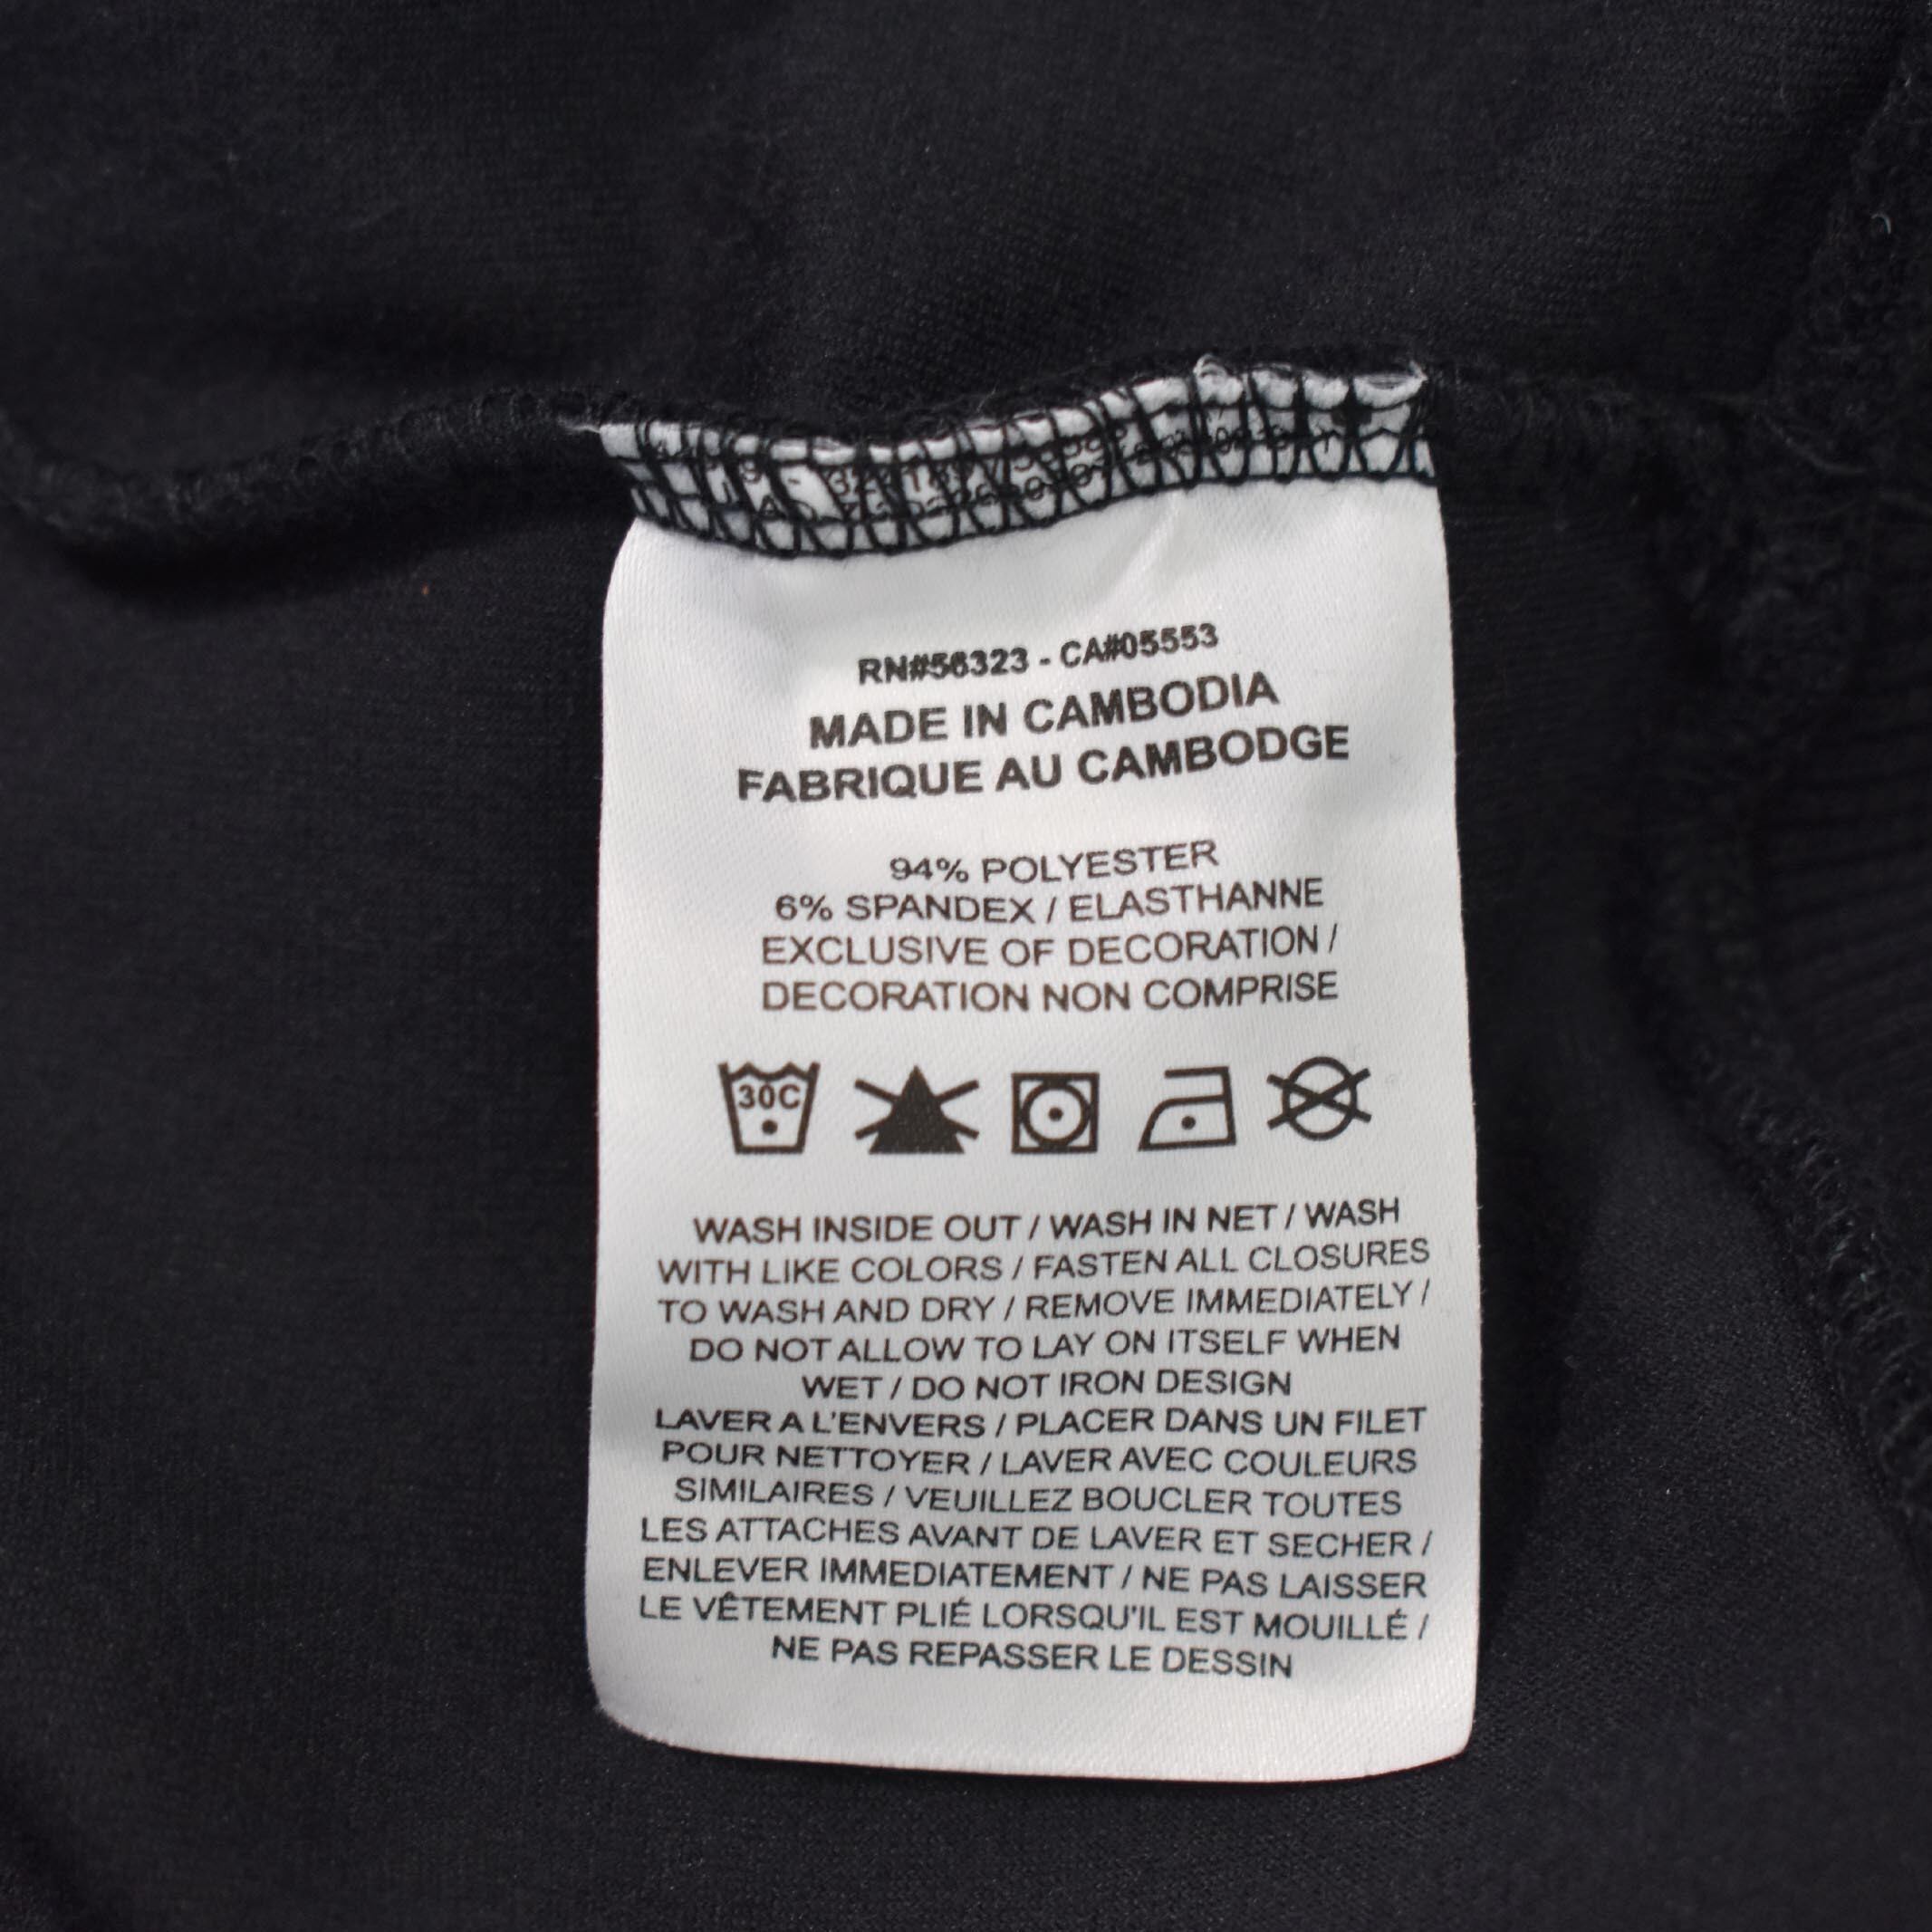 RN#56323 - CA#05553
MADE IN CAMBODIA
FABRIQUE AU CAMBODGE
94% POLYESTER
6% SPANDEX / ELASTHANNE
EXCLUSIVE OF DECORATION /
DECORATION NON COMPRISE
30C
WASH INSIDE OUT / WASH IN NET / WASH
WITH LIKE COLORS / FASTEN ALL CLOSURES
TO WASH AND DRY / REMOVE IMMEDIATELY /
DO NOT ALLOW TO LAY ON ITSELF WHEN
WET / DO NOT IRON DESIGN
LAVER A L'ENVERS / PLACER DANS UN FILET
POUR NETTOYER / LAVER AVEC COULEURS
SIMILAIRES / VEUILLEZ BOUCLER TOUTES
LES ATTACHES AVANT DE LAVER ET SECHER /
ENLEVER IMMEDIATEMENT / NE PAS LAISSER
LE VÊTEMENT PLIÉ LORSQU'IL EST MOUILLÉ /
NE PAS REPASSER LE DESSIN